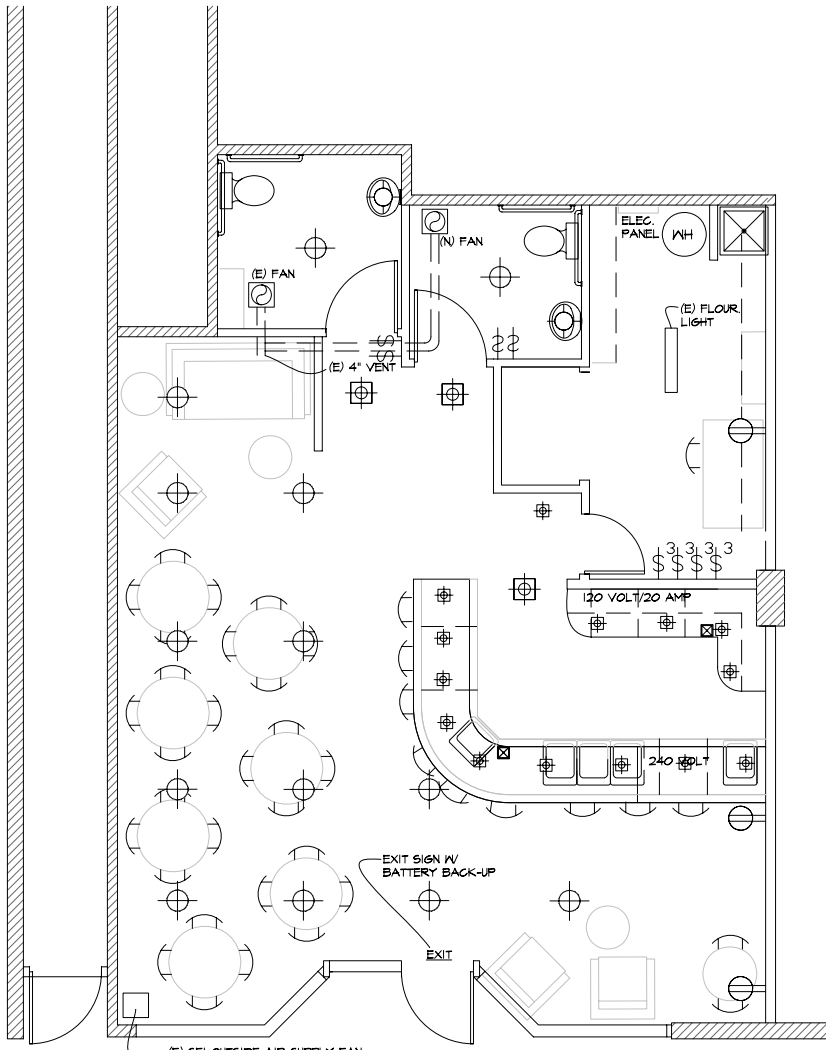 ELEC.
PANEL
WH
(N) FAN
(E) FAN
(E) FLOUR.
LIGHT
(E) 4" VENT
$ $
$ $
3 3 3 3
$ $ $ $
120 VOLT/20 AMP
240 VOLT
EXIT SIGN W/
BATTERY BACK-UP
EXIT